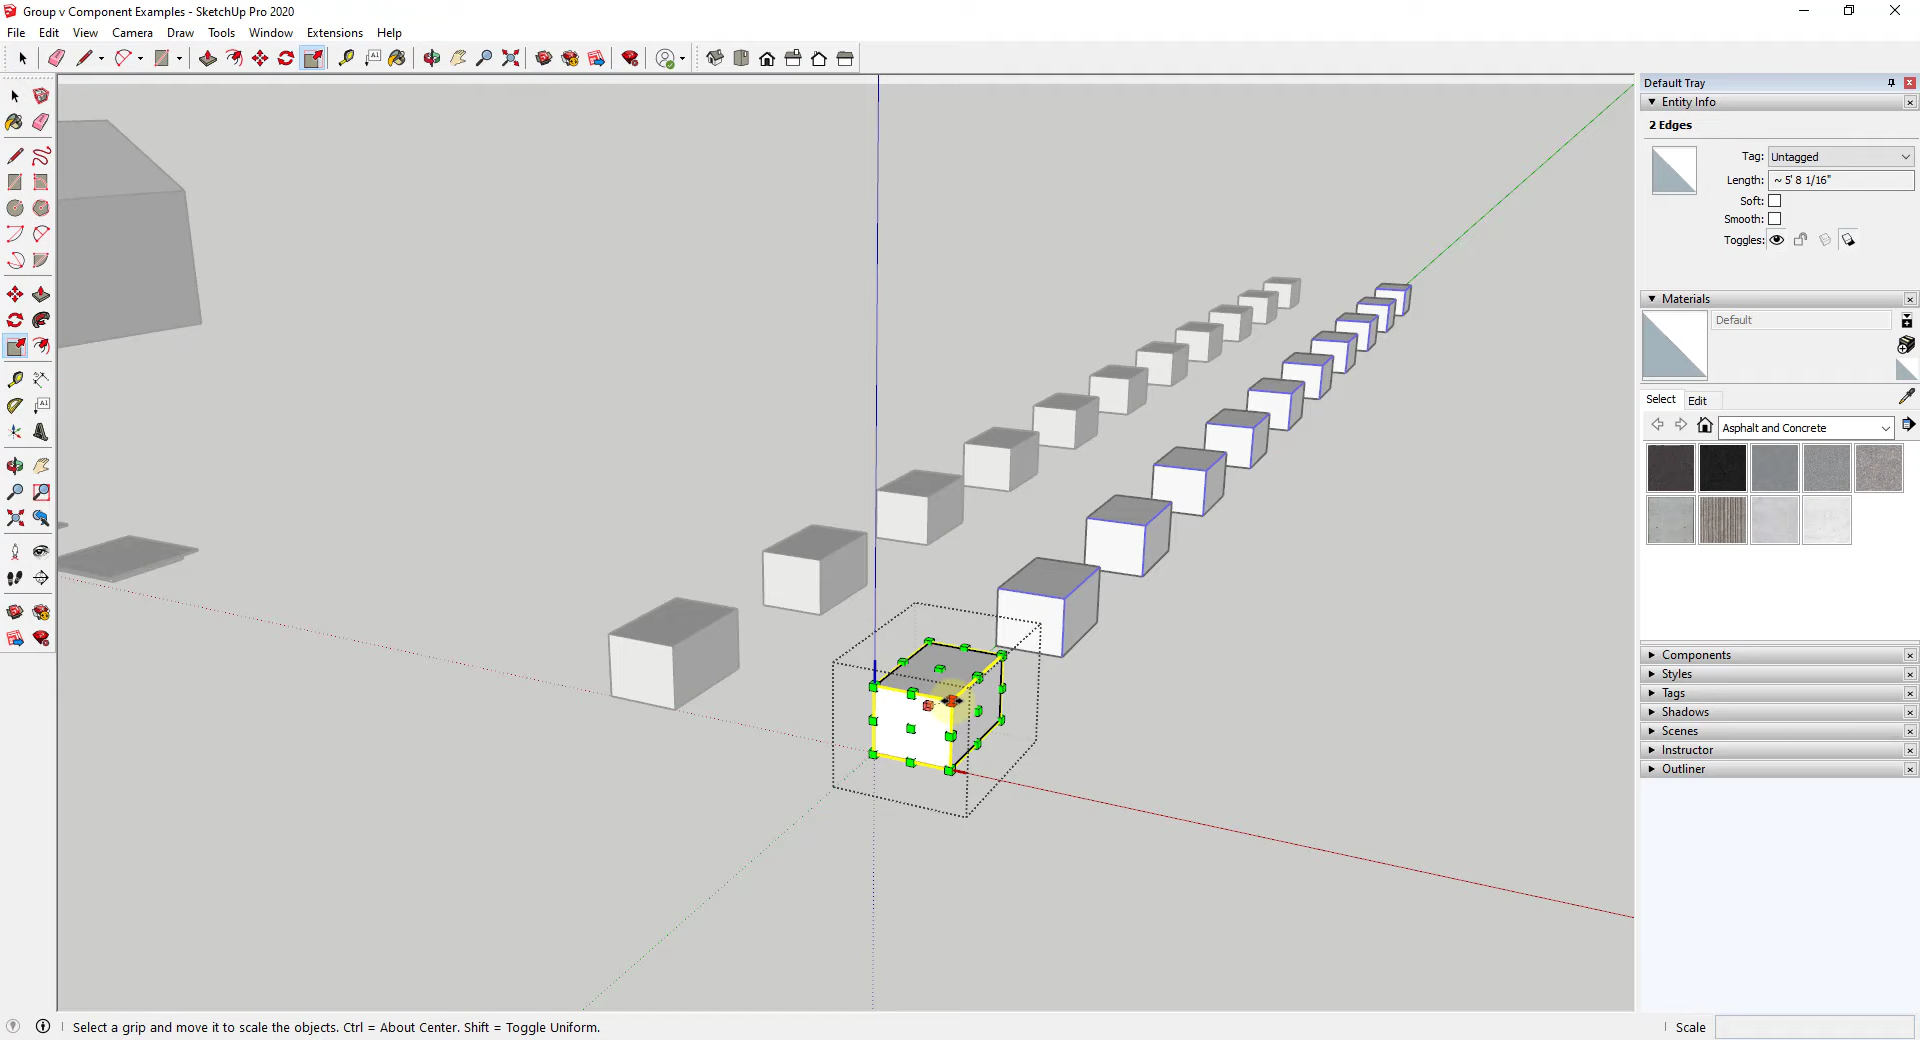 Group v Component Examples - SketchUp Pro 2020
File Edit View Camera Draw Tools Window Extensions Help
A1
Default Tray
Entity Info
2 Edges
Tag: Untagged
Length: ~ 5' 8 1/16"
Soft:
Smooth:
Toggles:
Materials
Default
Select Edit
Asphalt and Concrete
A1
Components
Styles
Tags
Shadows
Scenes
Instructor
Outliner
Select a grip and move it to scale the objects. Ctrl = About Center. Shift = Toggle Uniform.
Scale